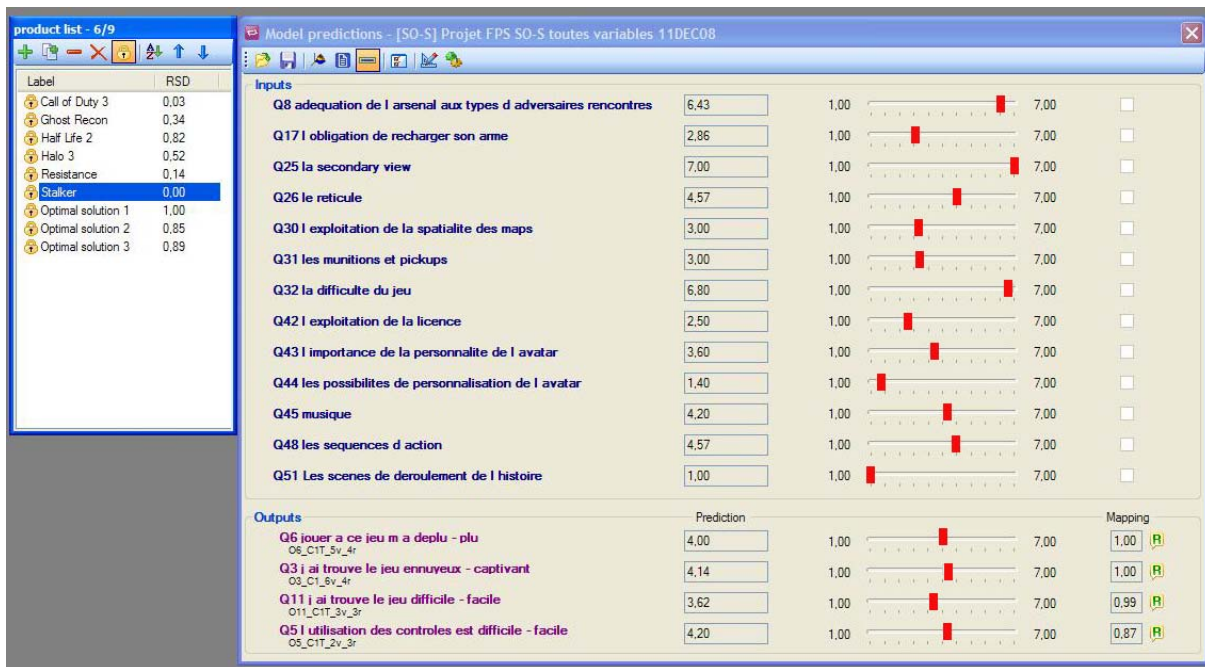 product list - 6/9
Label RSD
Call of Duty 3 0,03
Ghost Recon 0,34
Half Life 2 0,82
Halo 3 0,52
Resistance 0,14
Stalker 0,00
Optimal solution 1 1,00
Optimal solution 2 0,85
Optimal solution 3 0,89
Model predictions - [SO-S] Projet FPS SO-S toutes variables 11DEC08
Inputs
Q8 adequation de l arsenal aux types d adversaires rencontres 6,43 1,00 7,00
Q17 l obligation de recharger son arme 2,86 1,00 7,00
Q25 la secondary view 7,00 1,00 7,00
Q26 le reticule 4,57 1,00 7,00
Q30 l exploitation de la spatialite des maps 3,00 1,00 7,00
Q31 les munitions et pickups 3,00 1,00 7,00
Q32 la difficulte du jeu 6,80 1,00 7,00
Q42 l exploitation de la licence 2,50 1,00 7,00
Q43 l importance de la personnalite de l avatar 3,60 1,00 7,00
Q44 les possibilites de personnalisation de l avatar 1,40 1,00 7,00
Q45 musique 4,20 1,00 7,00
Q48 les sequences d action 4,57 1,00 7,00
Q51 Les scenes de deroulement de l histoire 1,00 1,00 7,00
Outputs Prediction Mapping
Q6 jouer a ce jeu m a deplu - plu 4,00 1,00 7,00 1,00 R
O6_C1T_5v_4r
Q3 j ai trouve le jeu ennuyeux - captivant 4,14 1,00 7,00 1,00 R
O3_C1_6v_4r
Q11 j ai trouve le jeu difficile - facile 3,62 1,00 7,00 0,99 R
O11_C1T_3v_3r
Q5 l utilisation des controles est difficile - facile 4,20 1,00 7,00 0,87 R
O5_C1T_2v_3r